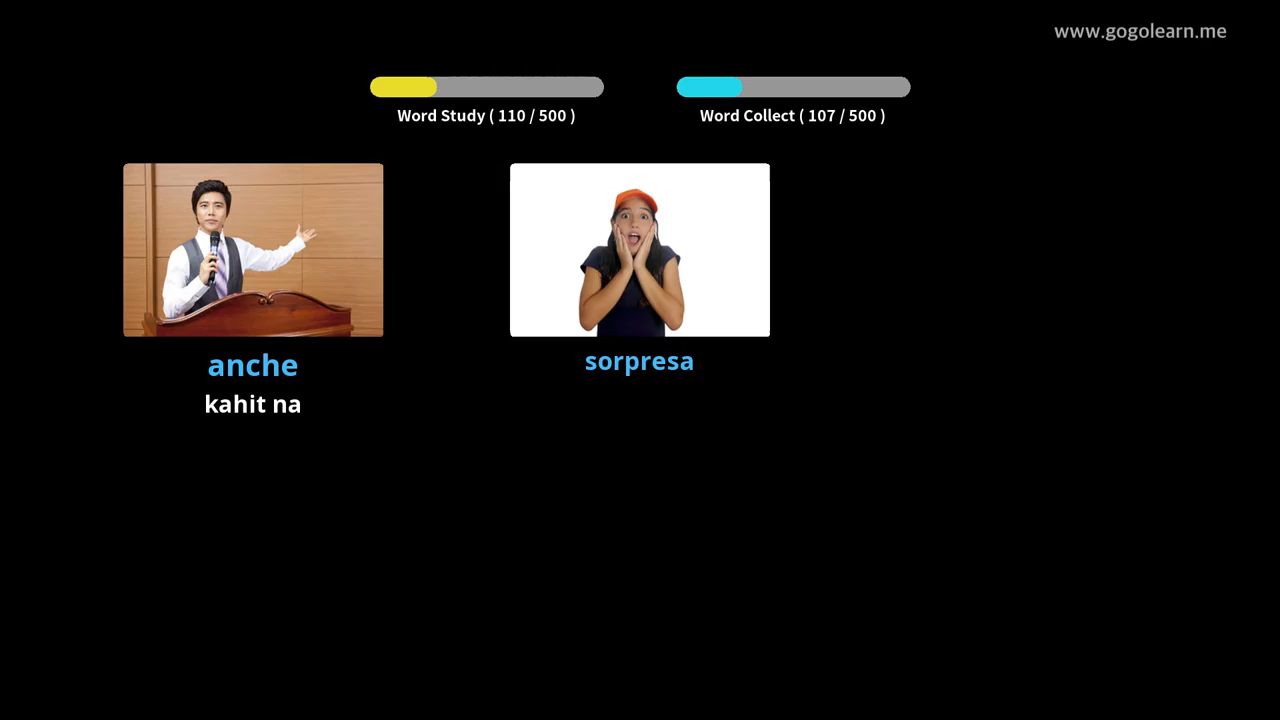 www.gogolearn.me
Word Study ( 110 / 500 )
Word Collect ( 107 / 500 )
anche
kahit na
sorpresa